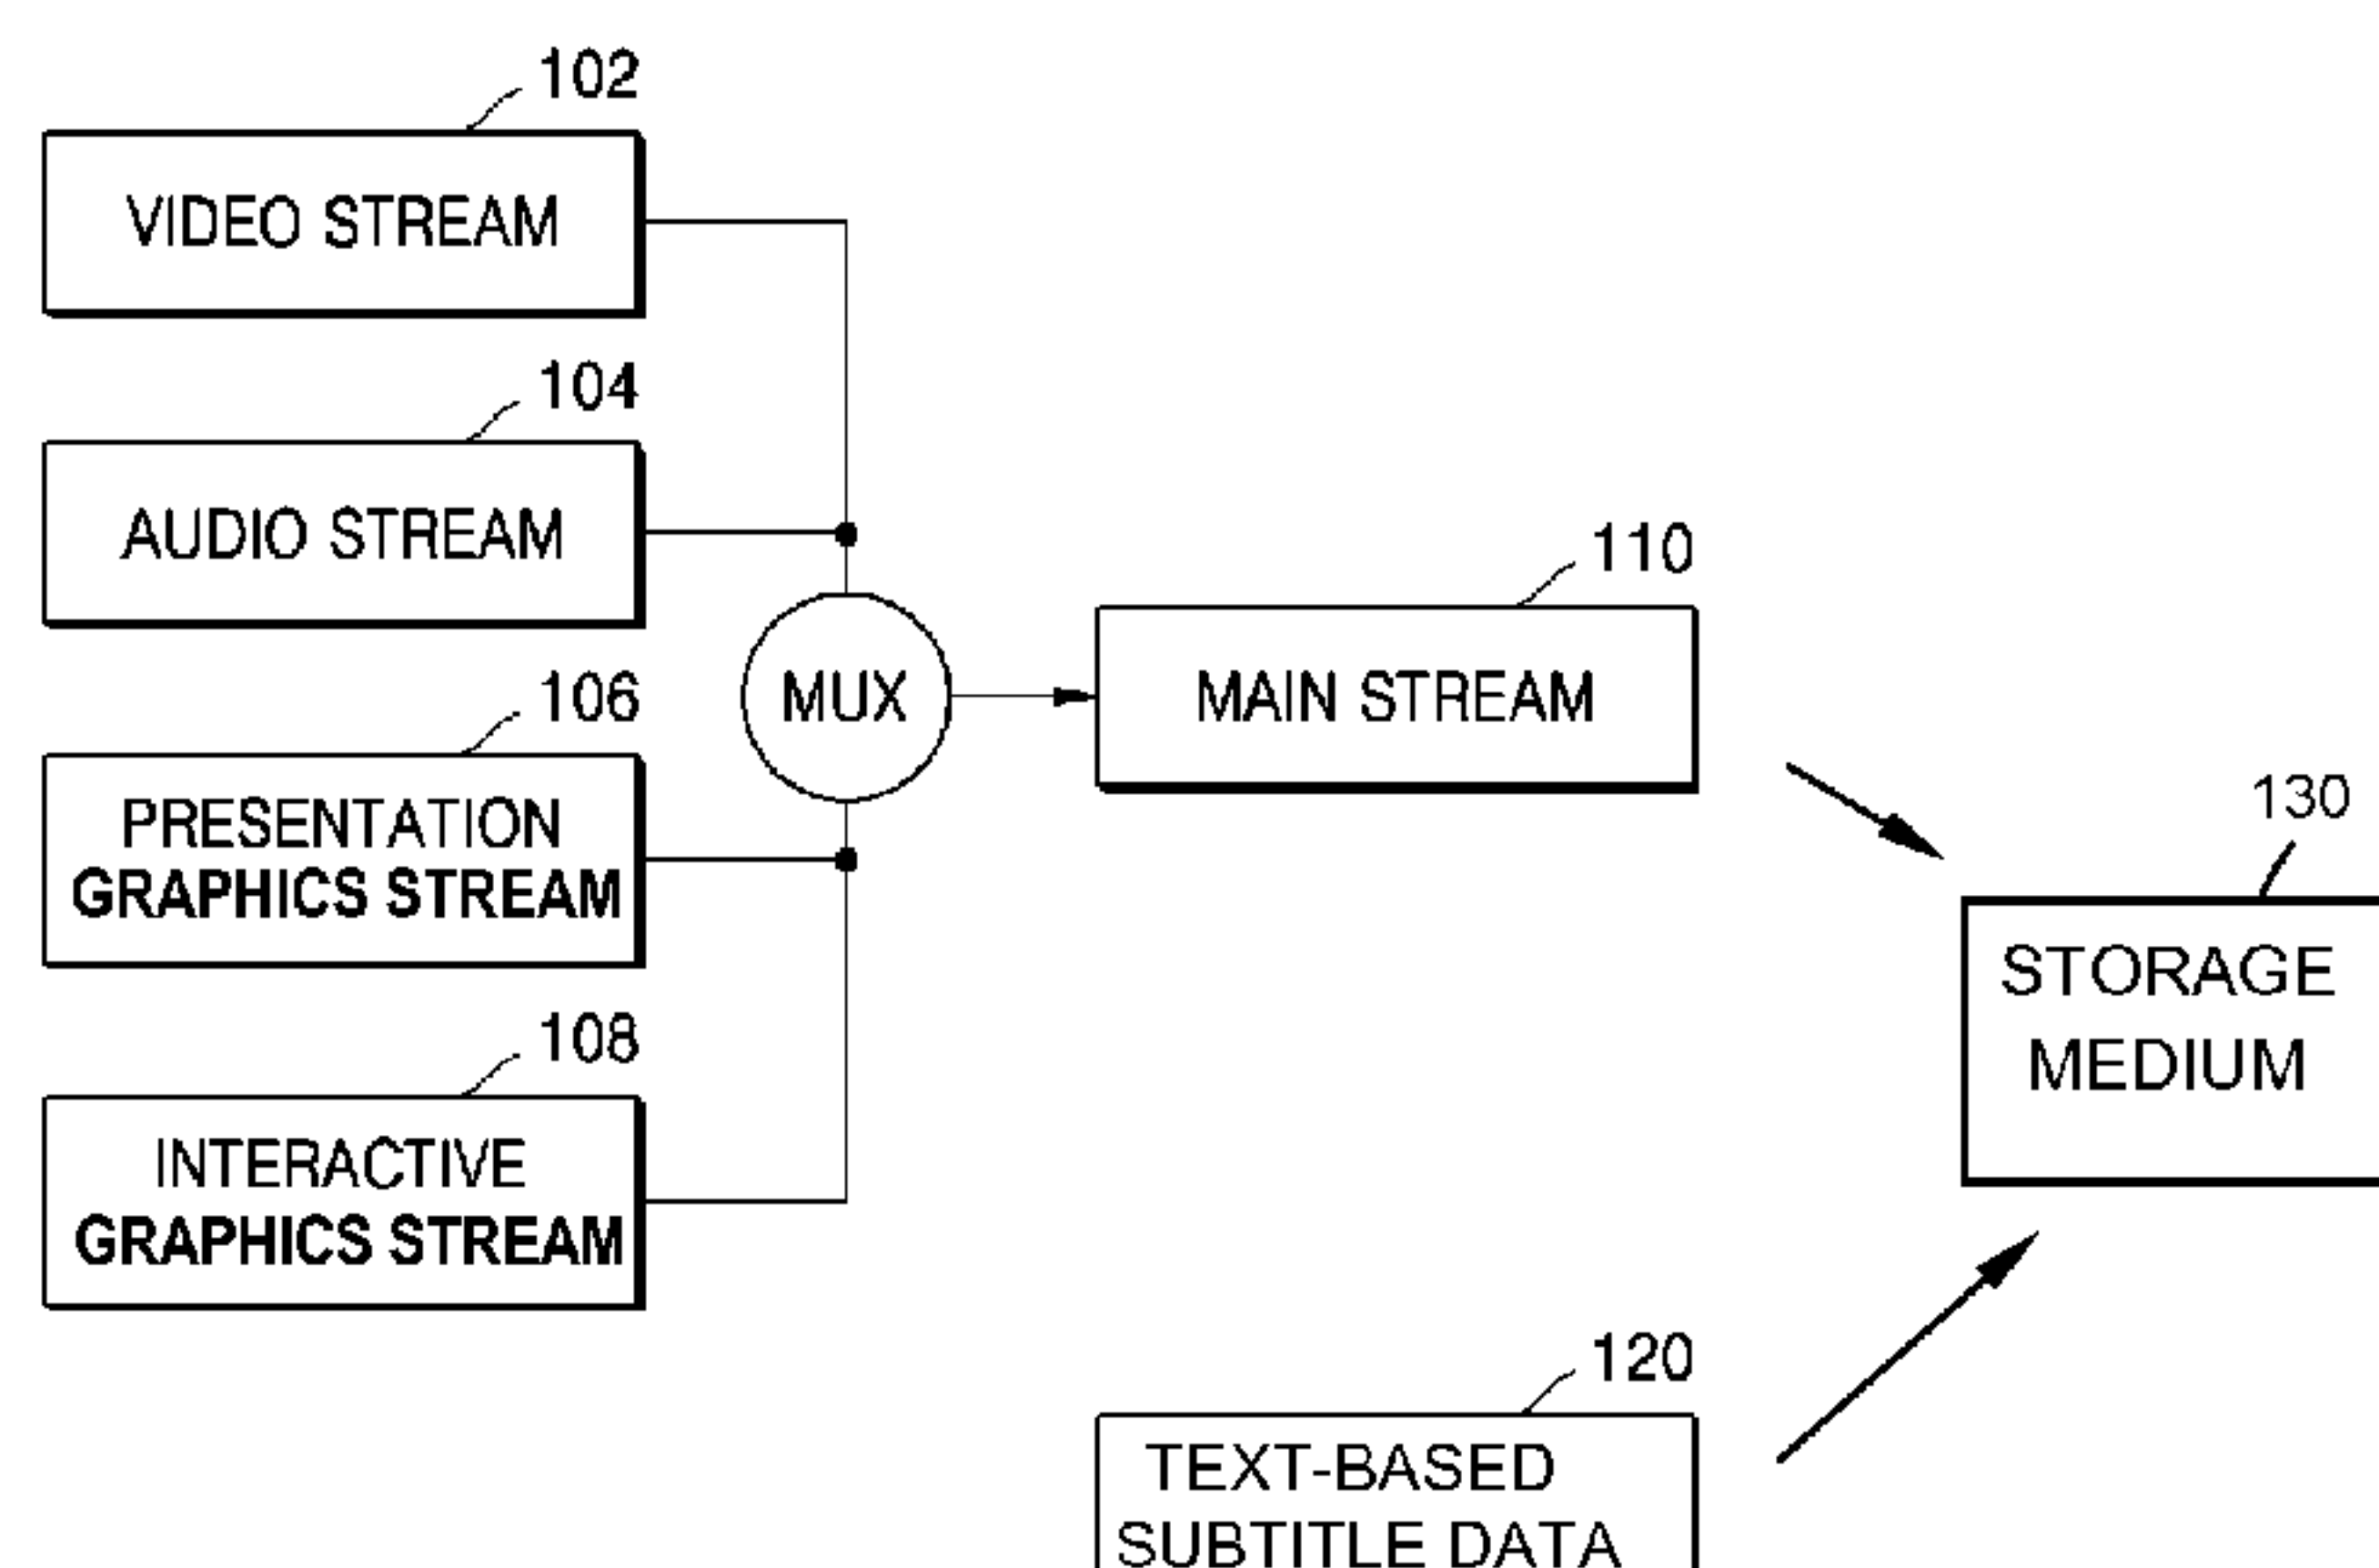 102
VIDEO STREAM
104
AUDIO STREAM
106
PRESENTATION
GRAPHICS STREAM
108
INTERACTIVE
GRAPHICS STREAM
MUX
110
MAIN STREAM
130
STORAGE
MEDIUM
120
TEXT-BASED
SUBTITLE DATA